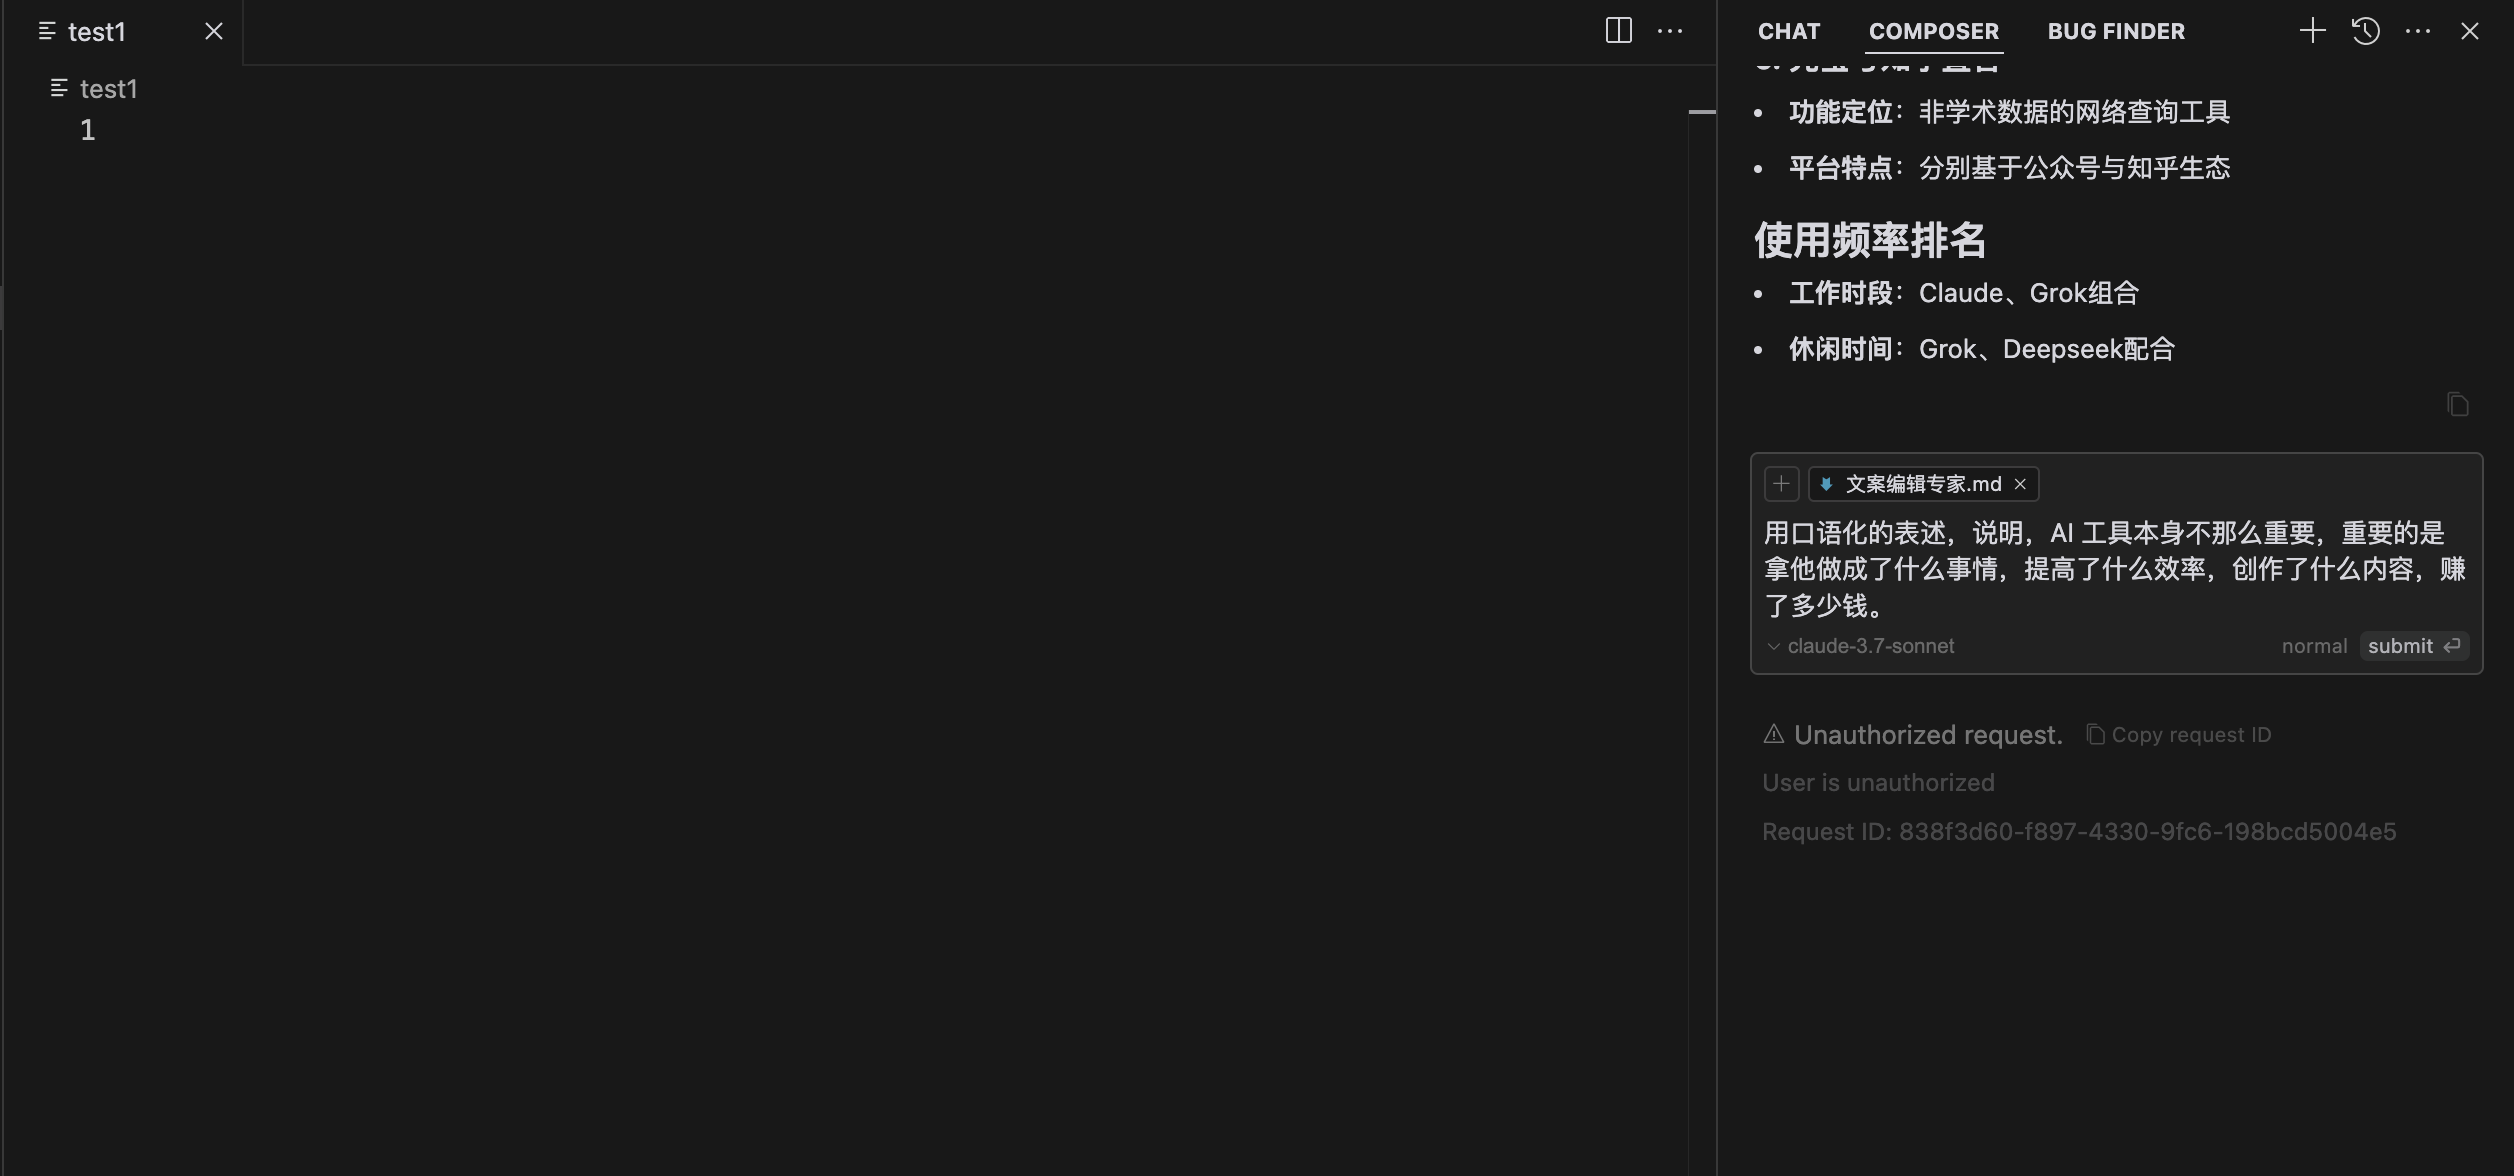 test1
test1
1
CHAT COMPOSER BUG FINDER
功能定位：非学术数据的网络查询工具
平台特点：分别基于公众号与知乎生态
使用频率排名
工作时段：Claude、Grok组合
休闲时间：Grok、Deepseek配合
文案编辑专家.md
用口语化的表述，说明，AI 工具本身不那么重要，重要的是
拿他做成了什么事情，提高了什么效率，创作了什么内容，赚
了多少钱。
claude-3.7-sonnet normal submit
Unauthorized request. Copy request ID
User is unauthorized
Request ID: 838f3d60-f897-4330-9fc6-198bcd5004e5